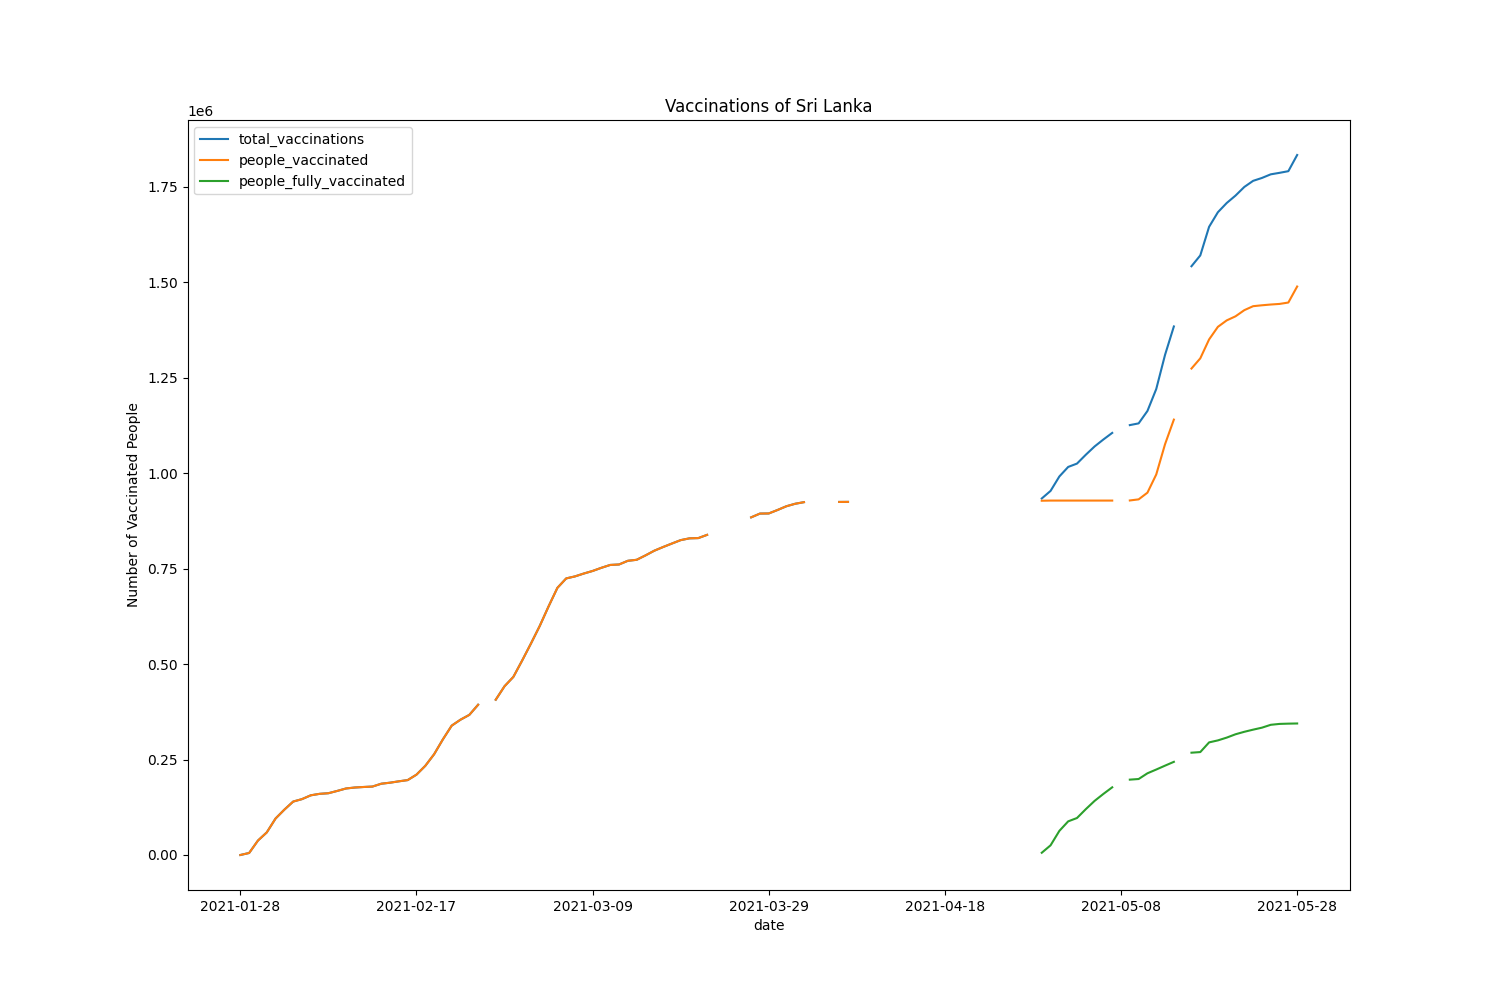 Vaccinations of Sri Lanka
1e6
total_vaccinations
people_vaccinated
people_fully_vaccinated
1.75
1.50
1.25
1.00
0.75
0.50
0.25
0.00
Number of Vaccinated People
2021-01-28 2021-02-17 2021-03-09 2021-03-29 2021-04-18 2021-05-08 2021-05-28
date